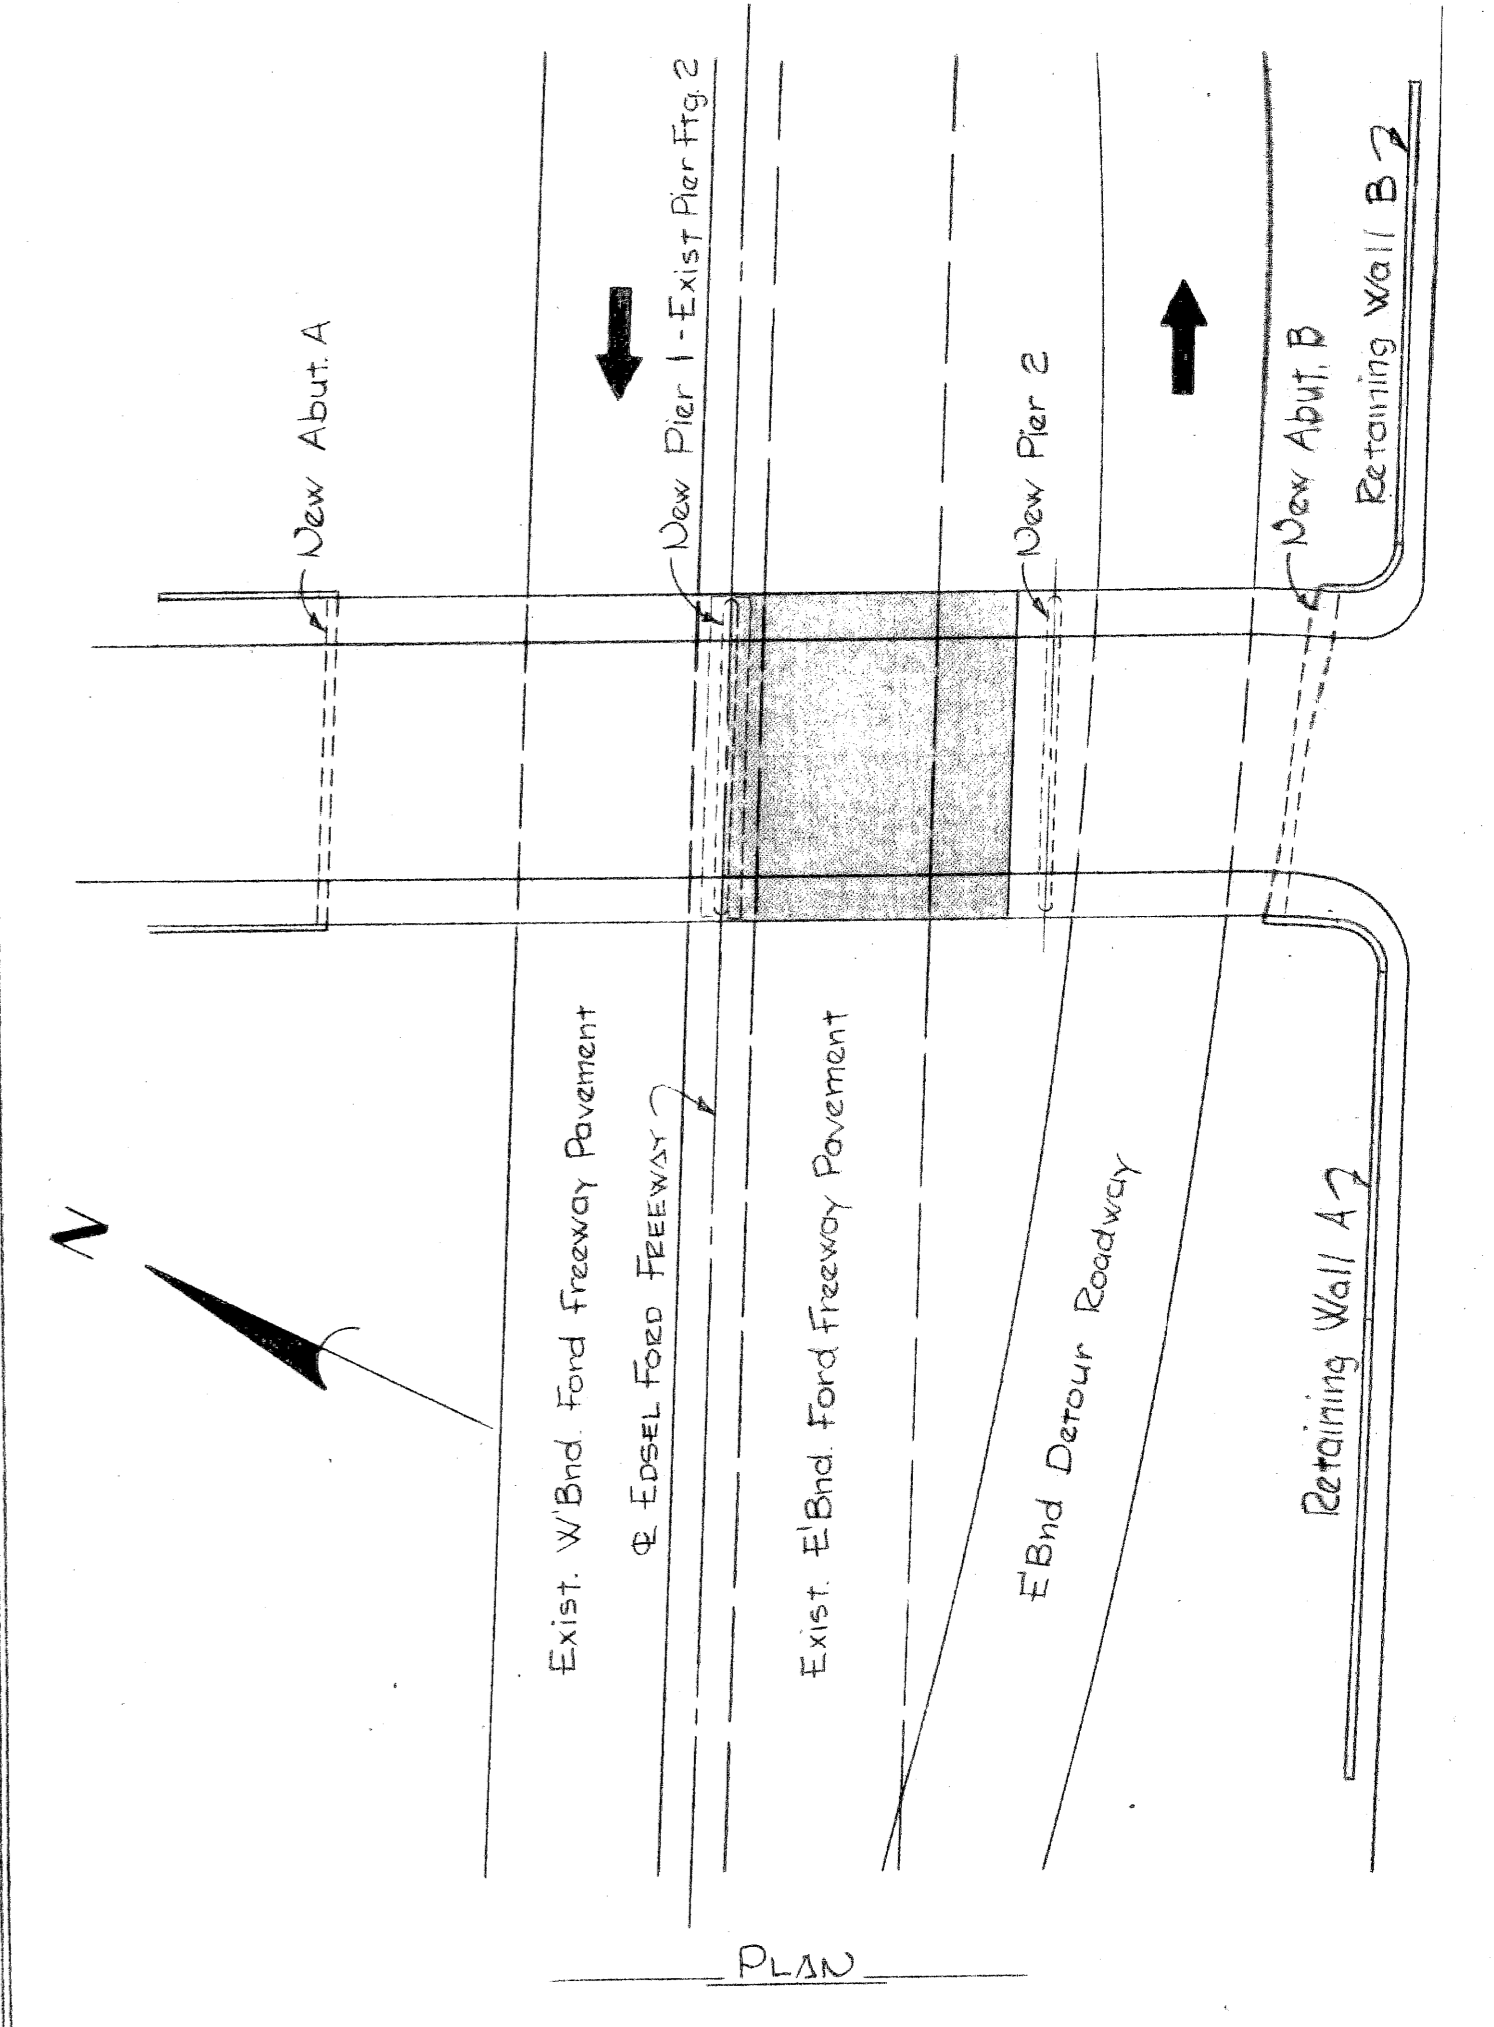 N
New Abut. A
Exist. W'Bnd. Ford Freeway Pavement
℄ EDSEL FORD FREEWAY
New Pier 1 - Exist Pier Ftg. 2
Exist. E'Bnd. Ford Freeway Pavement
New Pier 2
E'Bnd Detour Roadway
New Abut. B
Retaining Wall A
Retaining Wall B
PLAN